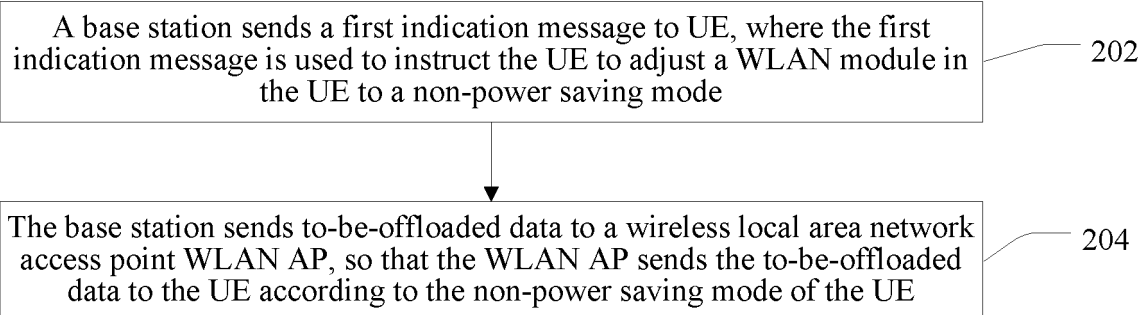 A base station sends a first indication message to UE, where the first
indication message is used to instruct the UE to adjust a WLAN module in
the UE to a non-power saving mode
202
The base station sends to-be-offloaded data to a wireless local area network
access point WLAN AP, so that the WLAN AP sends the to-be-offloaded
data to the UE according to the non-power saving mode of the UE
204